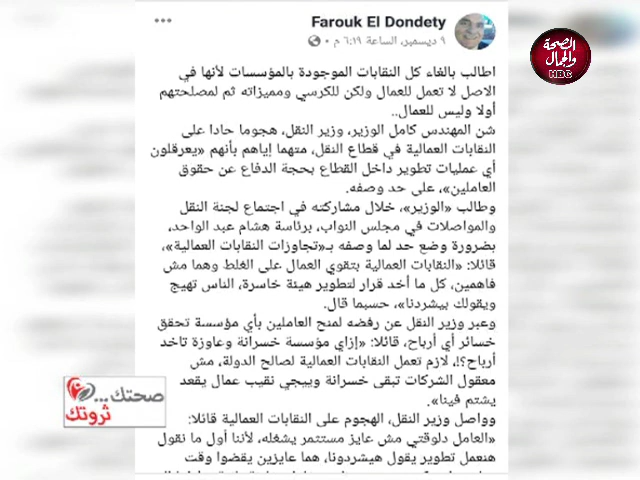 Farouk El Dondety
٩ ديسمبر، الساعة ٦:١٩ م •
الصحة
والجمال
HBC
اطالب بالغاء كل النقابات الموجودة بالمؤسسات لأنها في
الاصل لا تعمل للعمال ولكن للكرسي ومميزاته ثم لمصلحتهم
أولا وليس للعمال..
شن المهندس كامل الوزير، وزير النقل، هجوما حادا على
النقابات العمالية في قطاع النقل، متهما إياهم بأنهم «يعرقلون
أي عمليات تطوير داخل القطاع بحجة الدفاع عن حقوق
العاملين»، على حد وصفه.
وطالب «الوزير»، خلال مشاركته في اجتماع لجنة النقل
والمواصلات في مجلس النواب، برئاسة هشام عبد الواحد،
بضرورة وضع حد لما وصفه بـ«تجاوزات النقابات العمالية»،
قائلا: «النقابات العمالية بتقوي العمال على الغلط وهما مش
فاهمين، كل ما أخد قرار لتطوير هيئة خاسرة، الناس تهيج
ويقولك بيشردنا»، حسبما قال.
وعبر وزير النقل عن رفضه لمنح العاملين بأي مؤسسة تحقق
خسائر أي أرباح، قائلا: «إزاي مؤسسة خسرانة وعاوزة تاخد
أرباح؟!، لازم تعمل النقابات العمالية لصالح الدولة، مش
معقول الشركات تبقى خسرانة وييجي نقيب عمال يقعد
يشتم فينا».
وواصل وزير النقل، الهجوم على النقابات العمالية قائلا:
«العامل دلوقتي مش عايز مستثمر يشغله، لأننا أول ما نقول
هنعمل تطوير يقول هيشردونا، هما عايزين يقضوا وقت
صحتك...
ثروتك